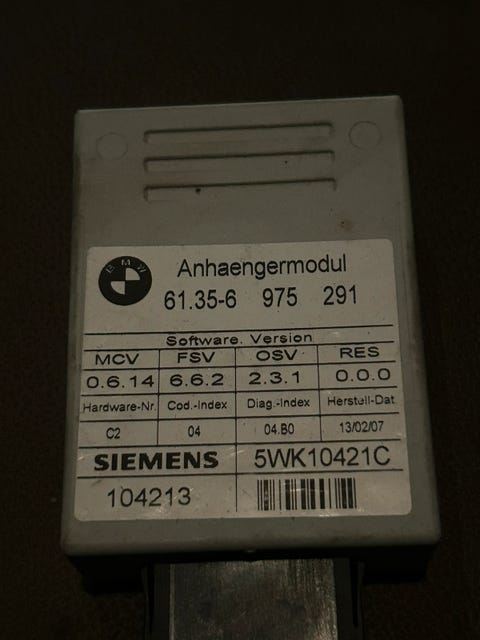 BMW
Anhaengermodul
61.35-6 975 291
Software. Version
MCV FSV OSV RES
0.6.14 6.6.2 2.3.1 0.0.0
Hardware-Nr. Cod.-Index Diag.-Index Herstell-Dat
C2 04 04.B0 13/02/07
SIEMENS 5WK10421C
104213